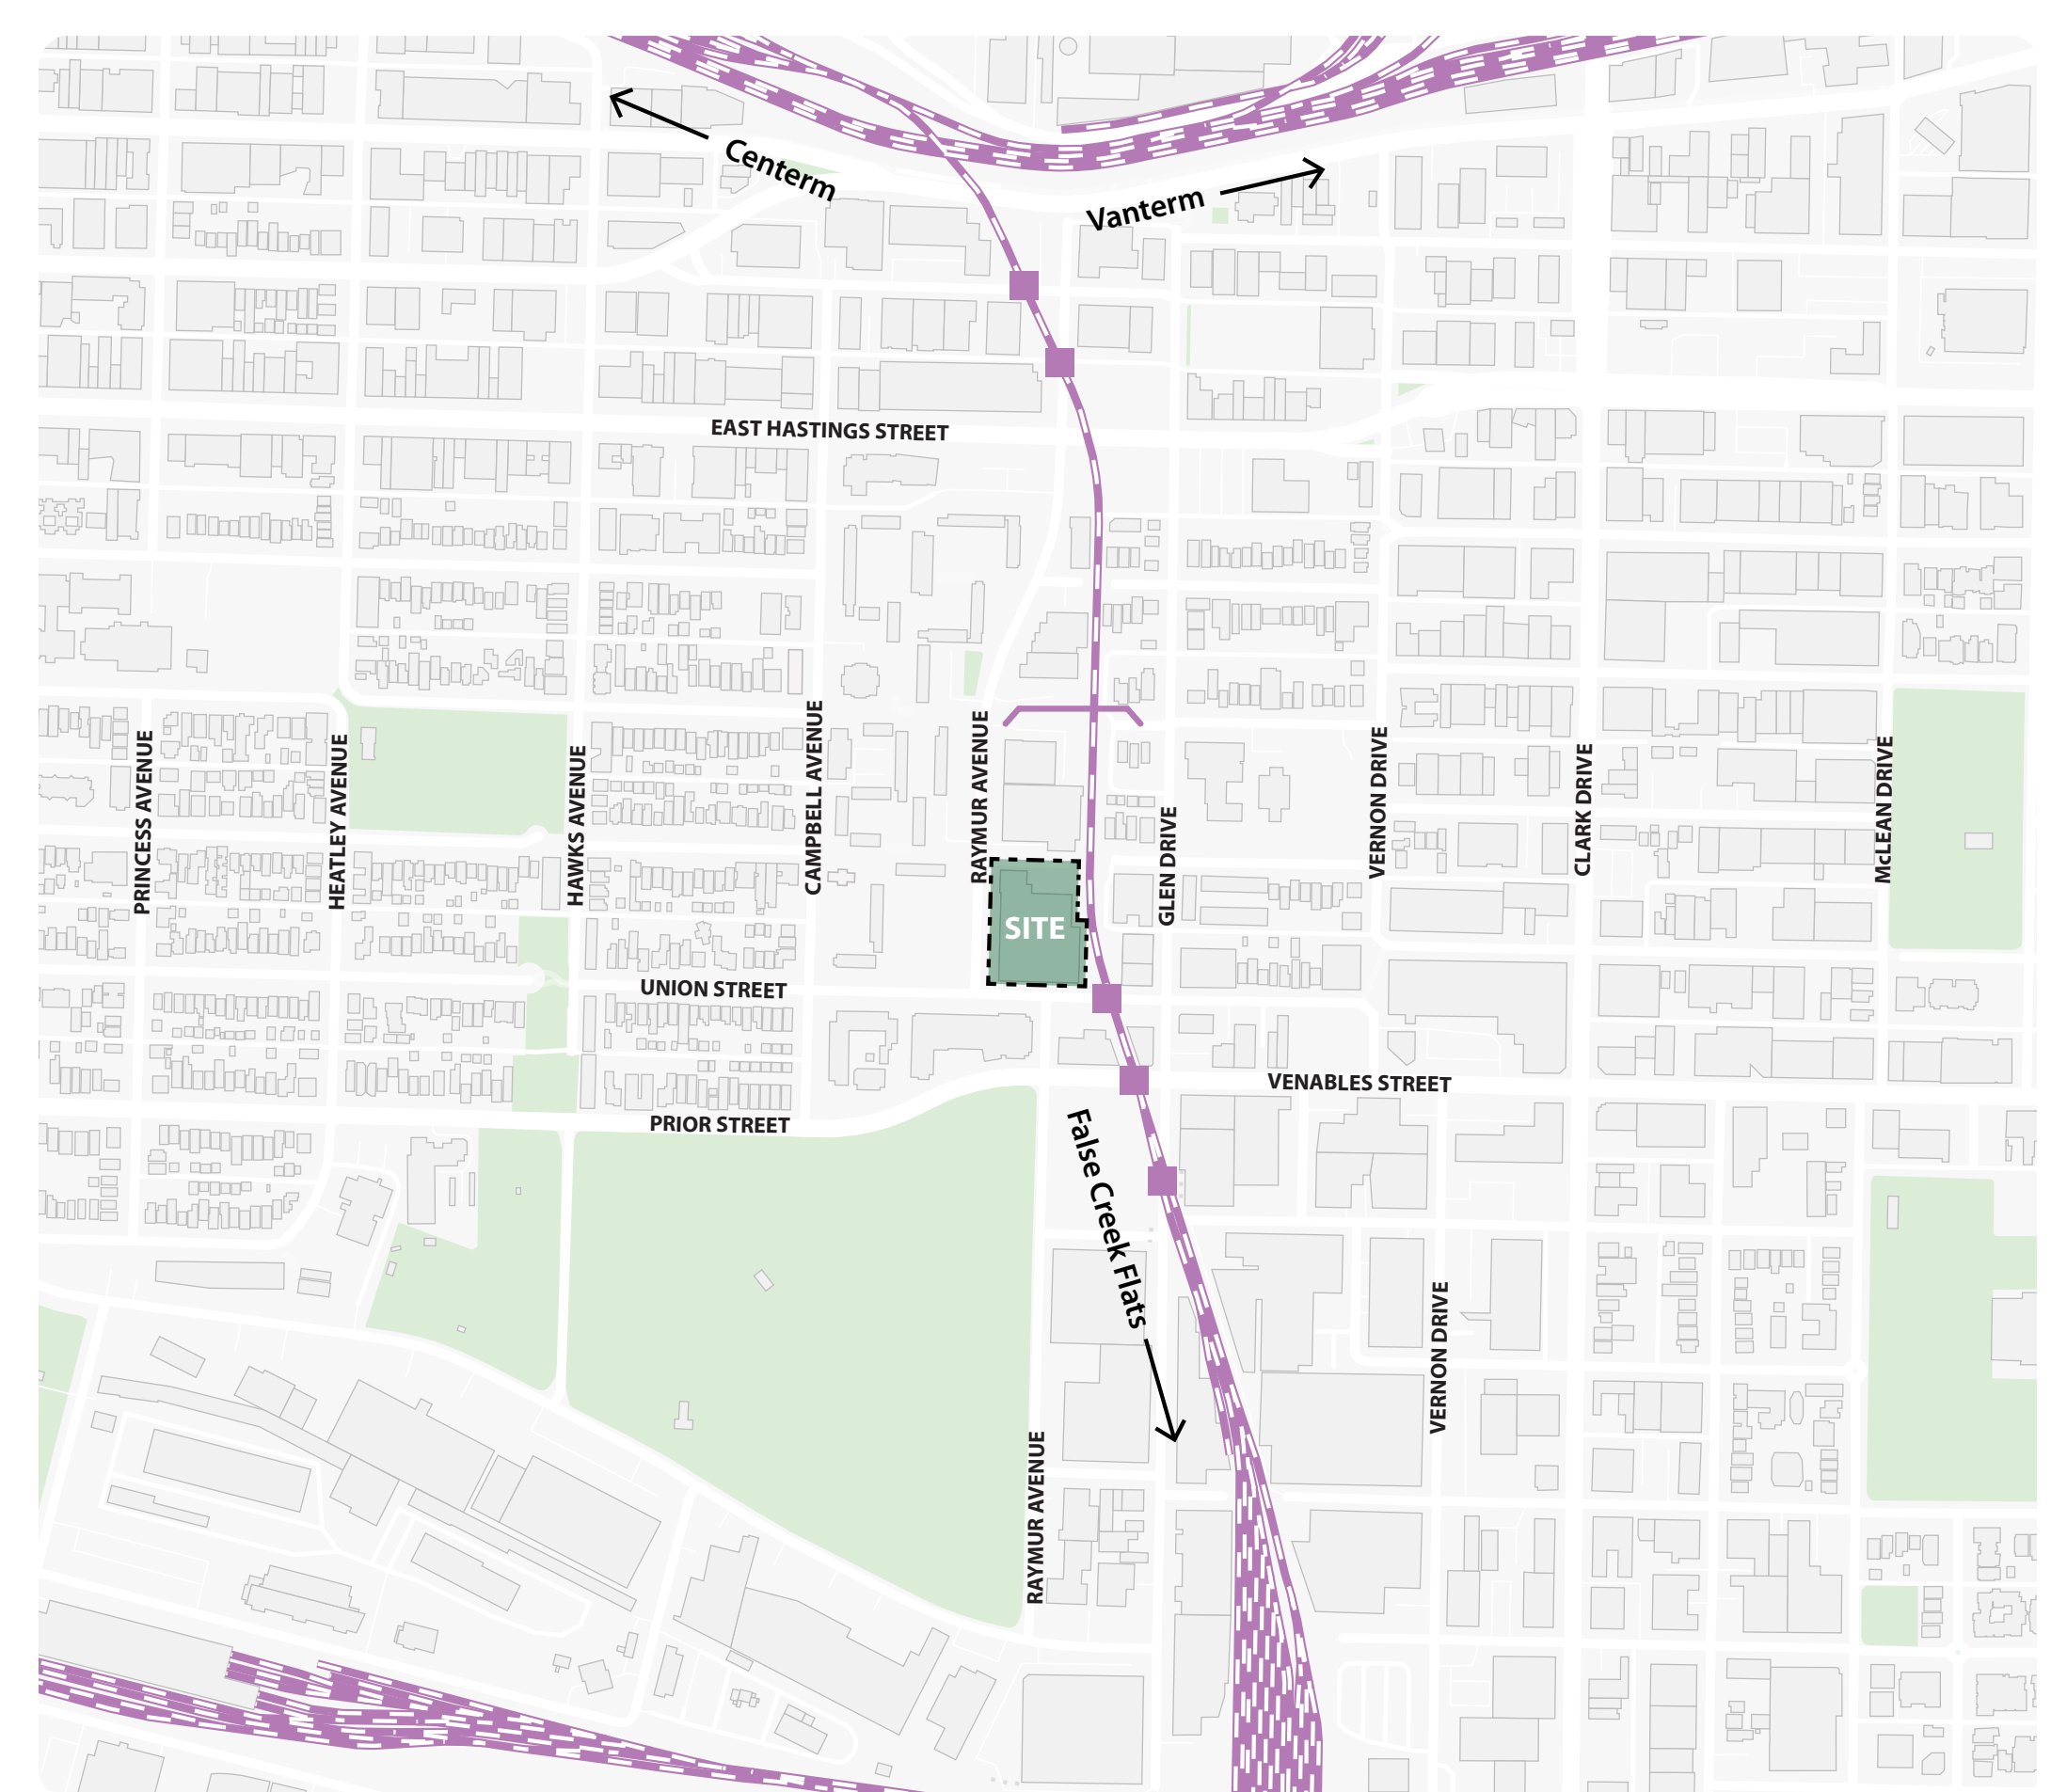 Centerm
Vanterm
EAST HASTINGS STREET
PRINCESS AVENUE
HEATLEY AVENUE
HAWKS AVENUE
CAMPBELL AVENUE
RAYMUR AVENUE
GLEN DRIVE
VERNON DRIVE
CLARK DRIVE
McLEAN DRIVE
SITE
UNION STREET
VENABLES STREET
PRIOR STREET
False Creek Flats
VERNON DRIVE
RAYMUR AVENUE